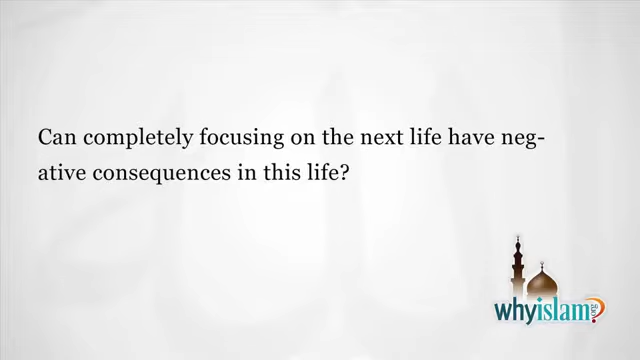 Can completely focusing on the next life have neg-
ative consequences in this life?
whyislam?
.org